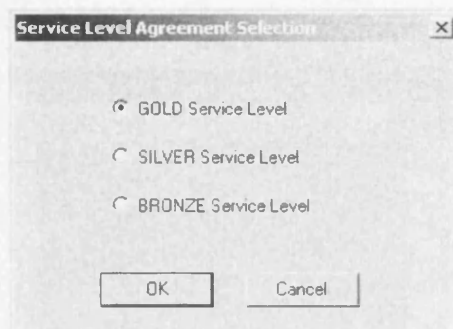 Service Level Agreement Selection
GOLD Service Level
SILVER Service Level
BRONZE Service Level
OK Cancel